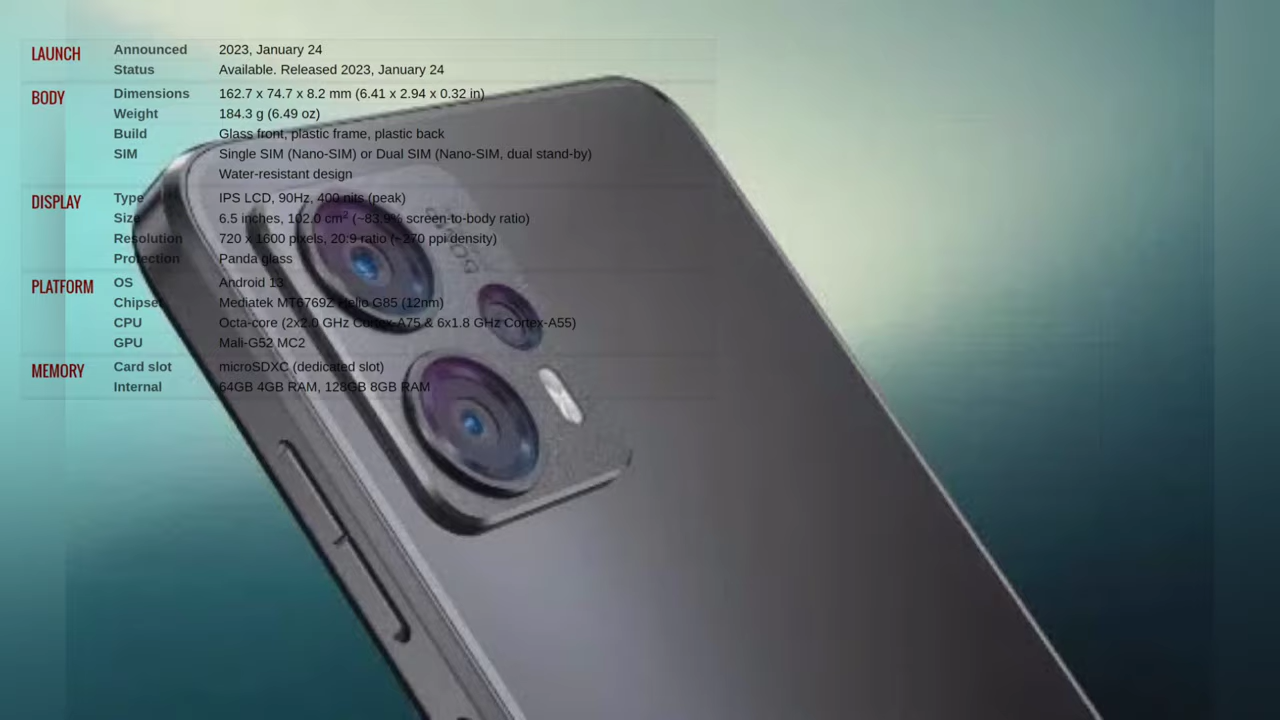 LAUNCH Announced 2023, January 24
Status Available. Released 2023, January 24
BODY Dimensions 162.7 x 74.7 x 8.2 mm (6.41 x 2.94 x 0.32 in)
Weight 184.3 g (6.49 oz)
Build Glass front, plastic frame, plastic back
SIM Single SIM (Nano-SIM) or Dual SIM (Nano-SIM, dual stand-by)
Water-resistant design
DISPLAY Type IPS LCD, 90Hz, 400 nits (peak)
Size 6.5 inches, 102.0 cm² (~83.9% screen-to-body ratio)
Resolution 720 x 1600 pixels, 20:9 ratio (~270 ppi density)
Protection Panda glass
PLATFORM OS Android 13
Chipset Mediatek MT6769Z Helio G85 (12nm)
CPU Octa-core (2x2.0 GHz Cortex-A75 & 6x1.8 GHz Cortex-A55)
GPU Mali-G52 MC2
MEMORY Card slot microSDXC (dedicated slot)
Internal 64GB 4GB RAM, 128GB 8GB RAM